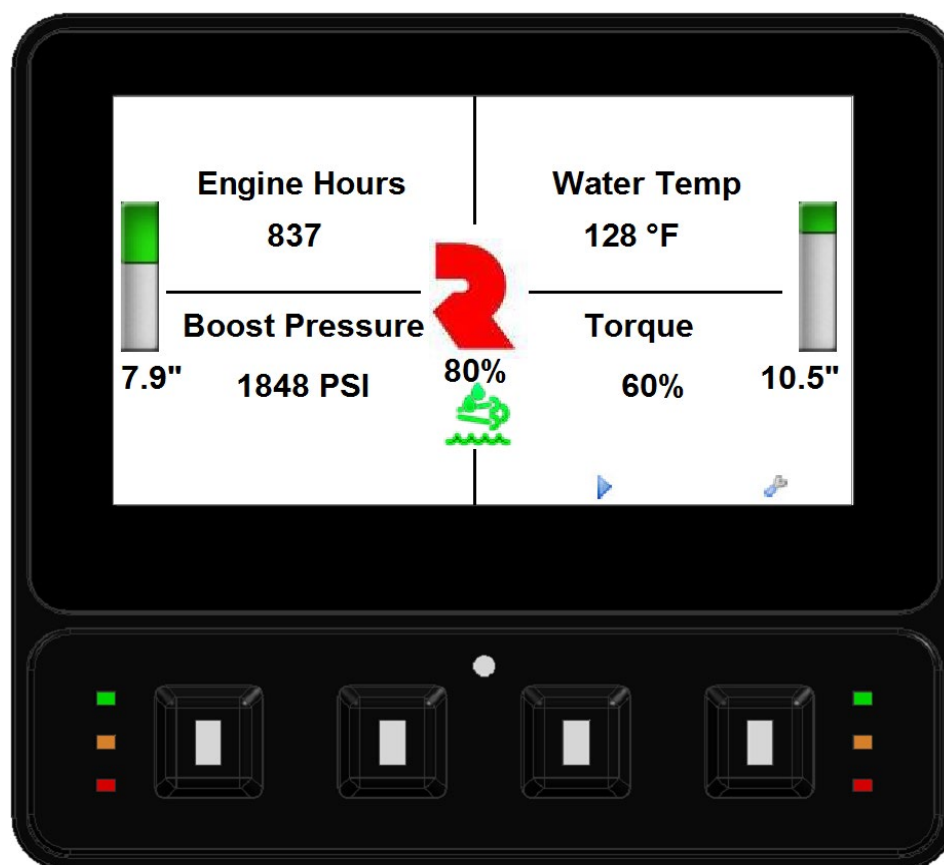 Engine Hours
837
Water Temp
128 °F
Boost Pressure
1848 PSI
Torque
60%
7.9"
80%
10.5"